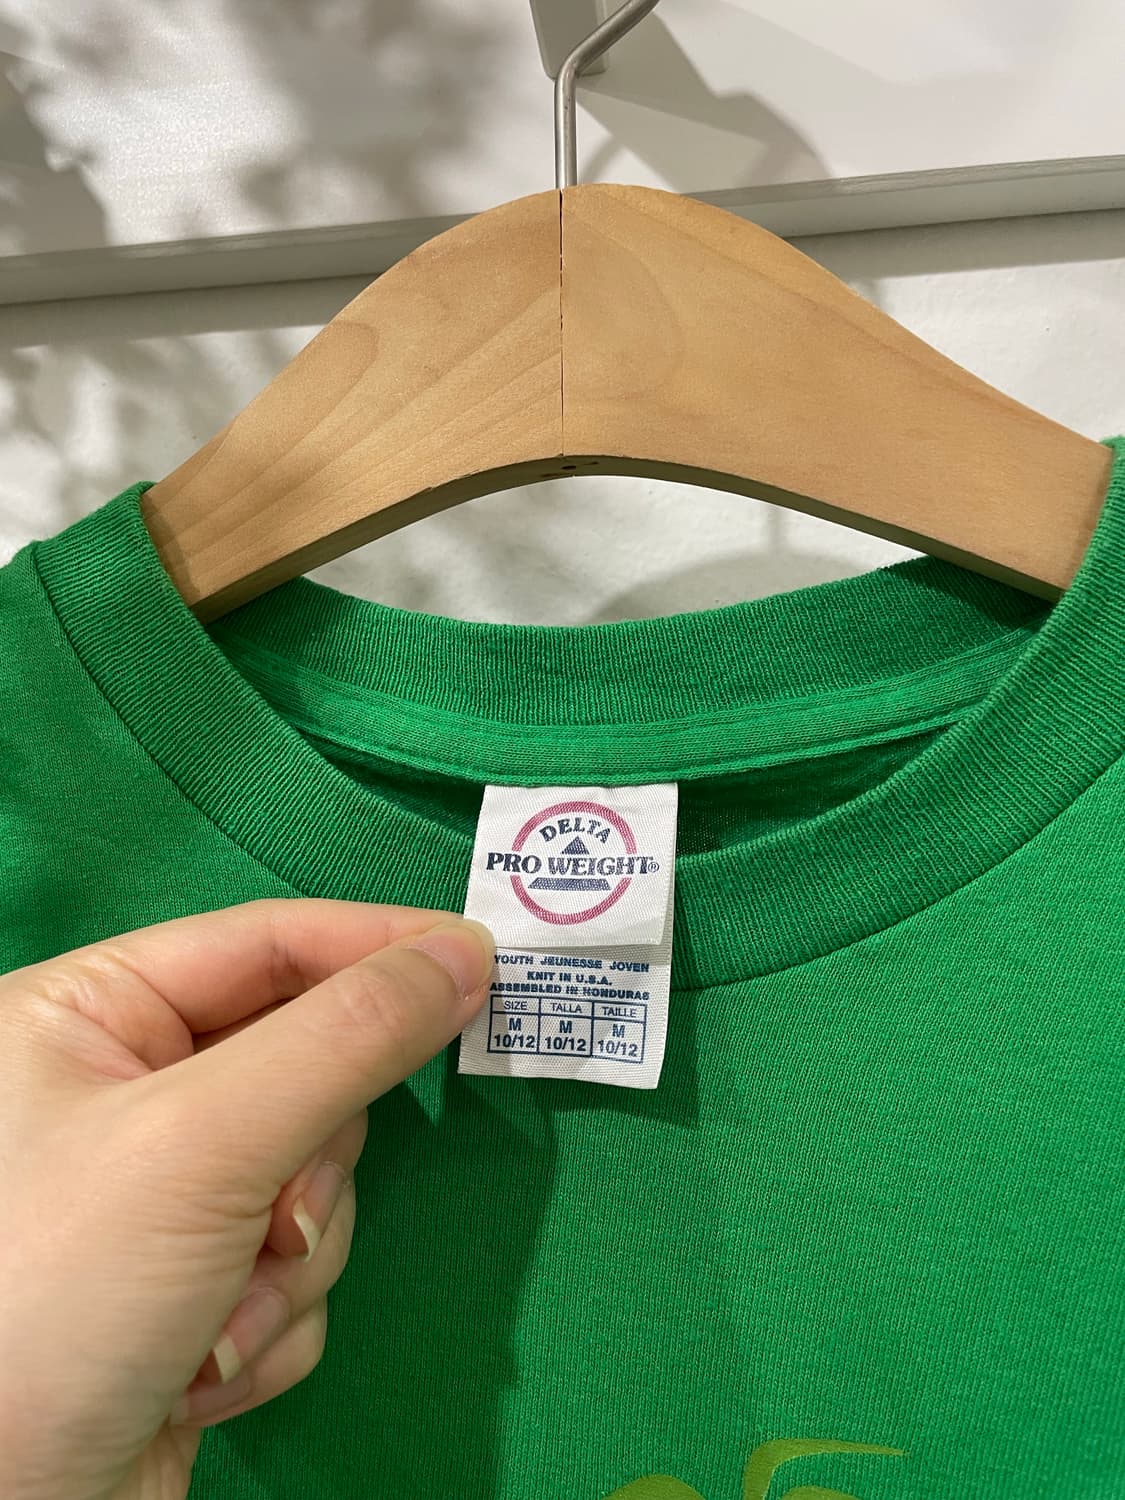 DELTA
PRO WEIGHT®
YOUTH JEUNESSE JOVEN
KNIT IN U.S.A.
ASSEMBLED IN HONDURAS
SIZE TALLA TAILLE
M M M
10/12 10/12 10/12